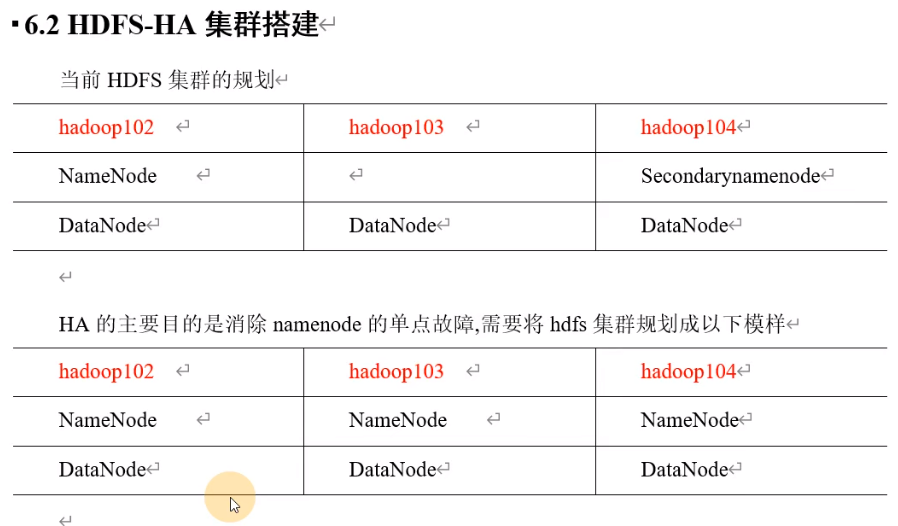 6.2 HDFS-HA 集群搭建
当前 HDFS 集群的规划
hadoop102 hadoop103 hadoop104
NameNode Secondarynamenode
DataNode DataNode DataNode
HA 的主要目的是消除 namenode 的单点故障,需要将 hdfs 集群规划成以下模样
hadoop102 hadoop103 hadoop104
NameNode NameNode NameNode
DataNode DataNode DataNode